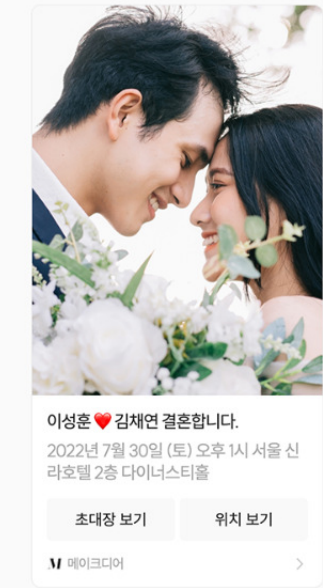 이성훈 ❤️ 김채연 결혼합니다.
2022년 7월 30일 (토) 오후 1시 서울 신
라호텔 2층 다이너스티홀
초대장 보기
위치 보기
M 메이크디어